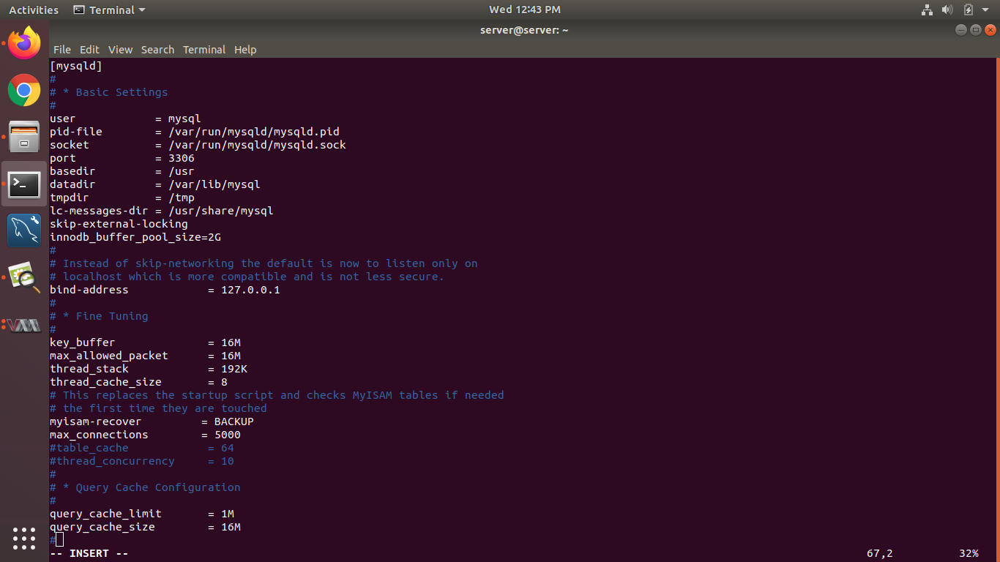 Activities Terminal Wed 12:43 PM
server@server: ~
File Edit View Search Terminal Help
[mysqld]
#
# * Basic Settings
#
user            = mysql
pid-file        = /var/run/mysqld/mysqld.pid
socket          = /var/run/mysqld/mysqld.sock
port            = 3306
basedir         = /usr
datadir         = /var/lib/mysql
tmpdir          = /tmp
lc-messages-dir = /usr/share/mysql
skip-external-locking
innodb_buffer_pool_size=2G
#
# Instead of skip-networking the default is now to listen only on
# localhost which is more compatible and is not less secure.
bind-address            = 127.0.0.1
#
# * Fine Tuning
#
key_buffer              = 16M
max_allowed_packet      = 16M
thread_stack            = 192K
thread_cache_size       = 8
# This replaces the startup script and checks MyISAM tables if needed
# the first time they are touched
myisam-recover         = BACKUP
max_connections        = 5000
#table_cache            = 64
#thread_concurrency     = 10
#
# * Query Cache Configuration
#
query_cache_limit       = 1M
query_cache_size        = 16M
#
-- INSERT -- 67,2 32%